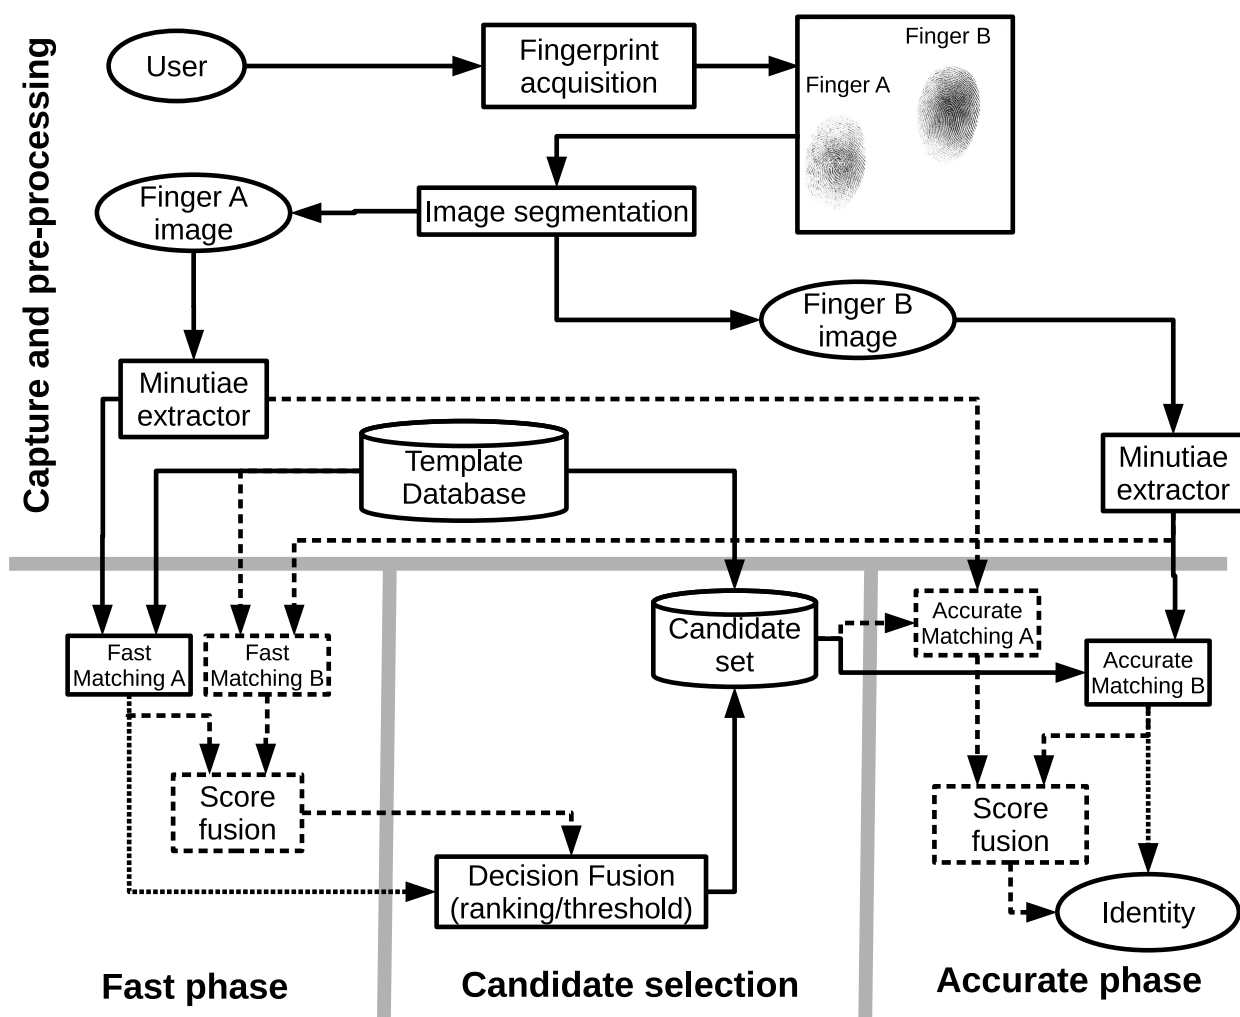 Capture and pre-processing
User
Fingerprint
acquisition
Finger B
Finger A
Finger A
image
Image segmentation
Finger B
image
Minutiae
extractor
Template
Database
Minutiae
extractor
Fast
Matching A
Fast
Matching B
Candidate
set
Accurate
Matching A
Accurate
Matching B
Score
fusion
Score
fusion
Decision Fusion
(ranking/threshold)
Identity
Fast phase
Candidate selection
Accurate phase